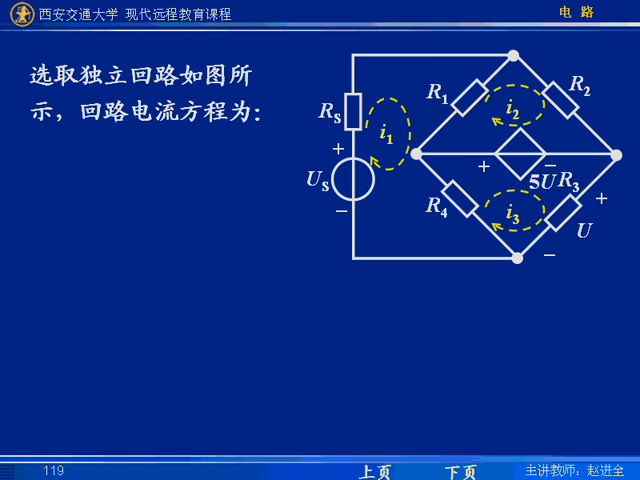 西安交通大学 现代远程教育课程
电 路
选取独立回路如图所
示，回路电流方程为：
RS
+
US
−
i1
R1
R2
i2
+
−
5U
R3
R4
i3
+
U
−
119
上页
下页
主讲教师：赵进全